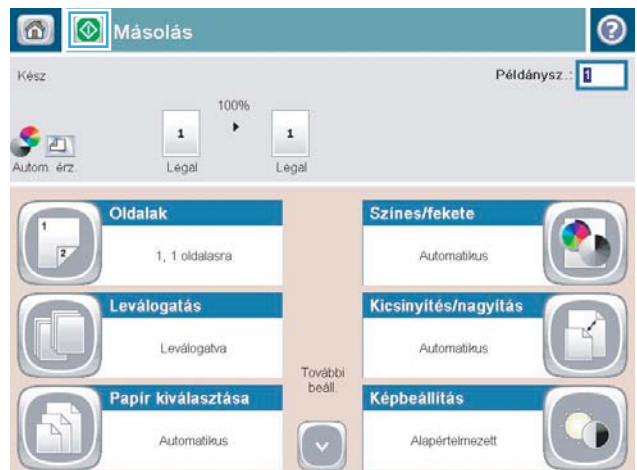 Másolás
?
Kész
Példánysz.: 1
100%
1
1
Autom. érz.
Legal
Legal
Oldalak
1
2
1, 1 oldalasra
Színes/fekete
Automatikus
Leválogatás
Leválogatva
Kicsinyítés/nagyítás
Automatikus
További
beáll.
Papír kiválasztása
Automatikus
Képbeállítás
Alapértelmezett